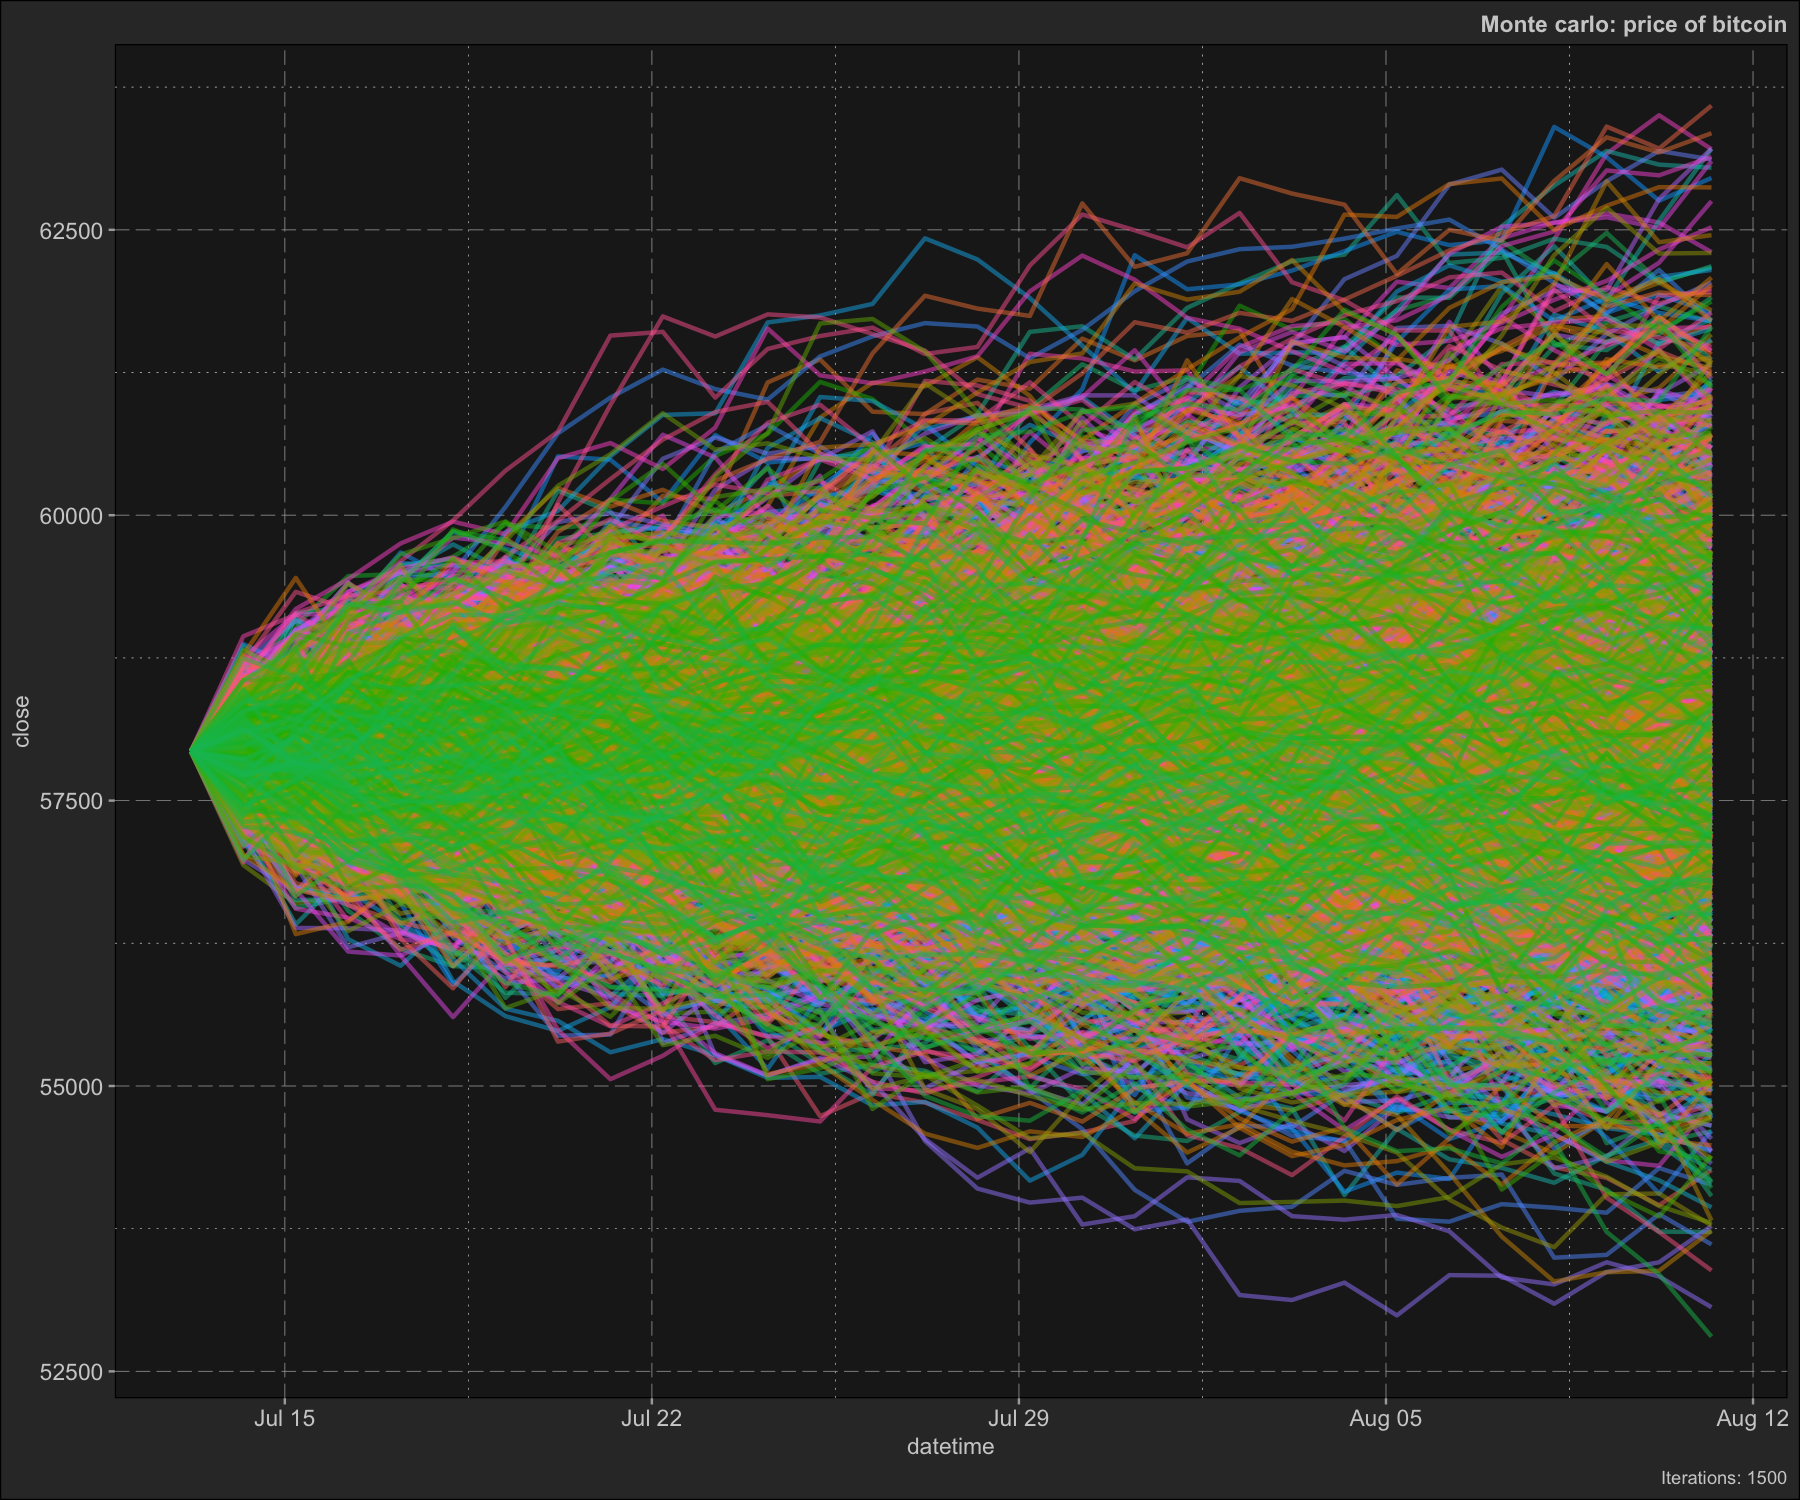 Monte carlo: price of bitcoin
62500
60000
57500
55000
52500
close
Jul 15
Jul 22
Jul 29
Aug 05
Aug 12
datetime
Iterations: 1500